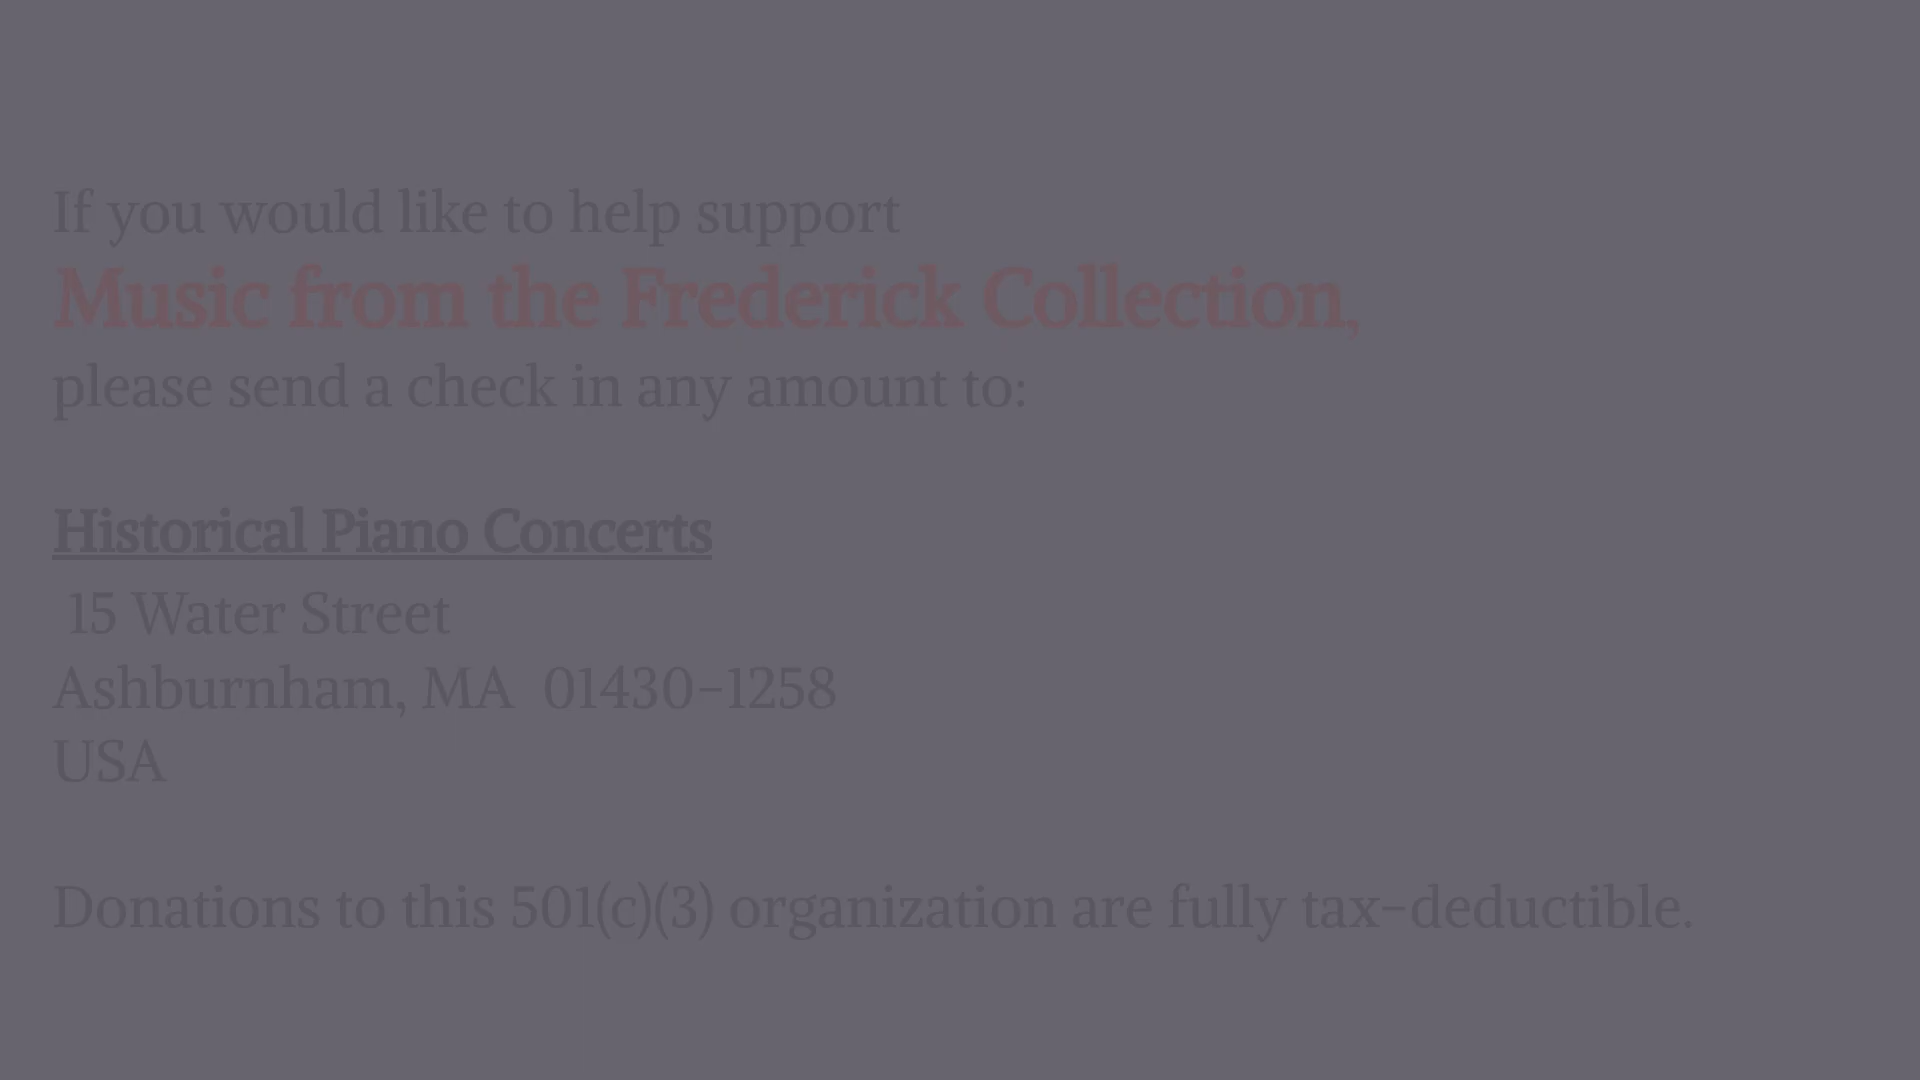 If you would like to help support
Music from the Frederick Collection,
please send a check in any amount to:
Historical Piano Concerts
15 Water Street
Ashburnham, MA  01430-1258
USA
Donations to this 501(c)(3) organization are fully tax-deductible.